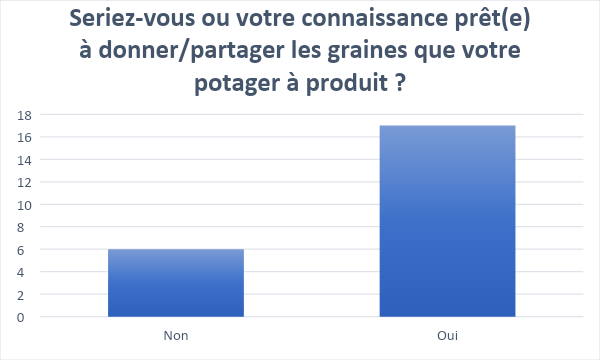 Seriez-vous ou votre connaissance prêt(e)
à donner/partager les graines que votre
potager à produit ?
18
16
14
12
10
8
6
4
2
0
Non Oui